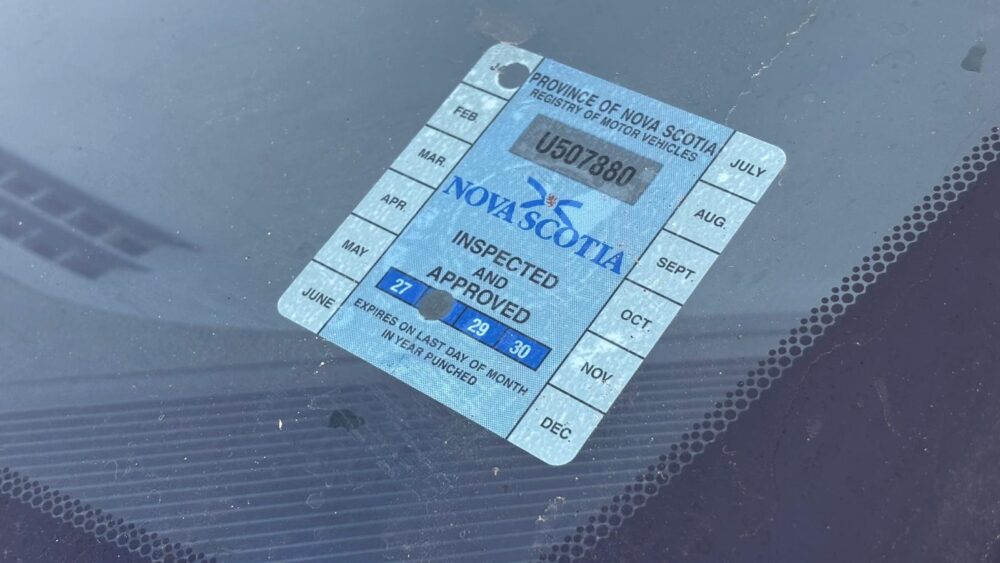 PROVINCE OF NOVA SCOTIA
REGISTRY OF MOTOR VEHICLES
U507880
NOVA SCOTIA
INSPECTED
AND
APPROVED
27 29 30
EXPIRES ON LAST DAY OF MONTH
IN YEAR PUNCHED
FEB.
MAR.
APR.
MAY
JUNE
JULY
AUG.
SEPT
OCT.
NOV.
DEC.